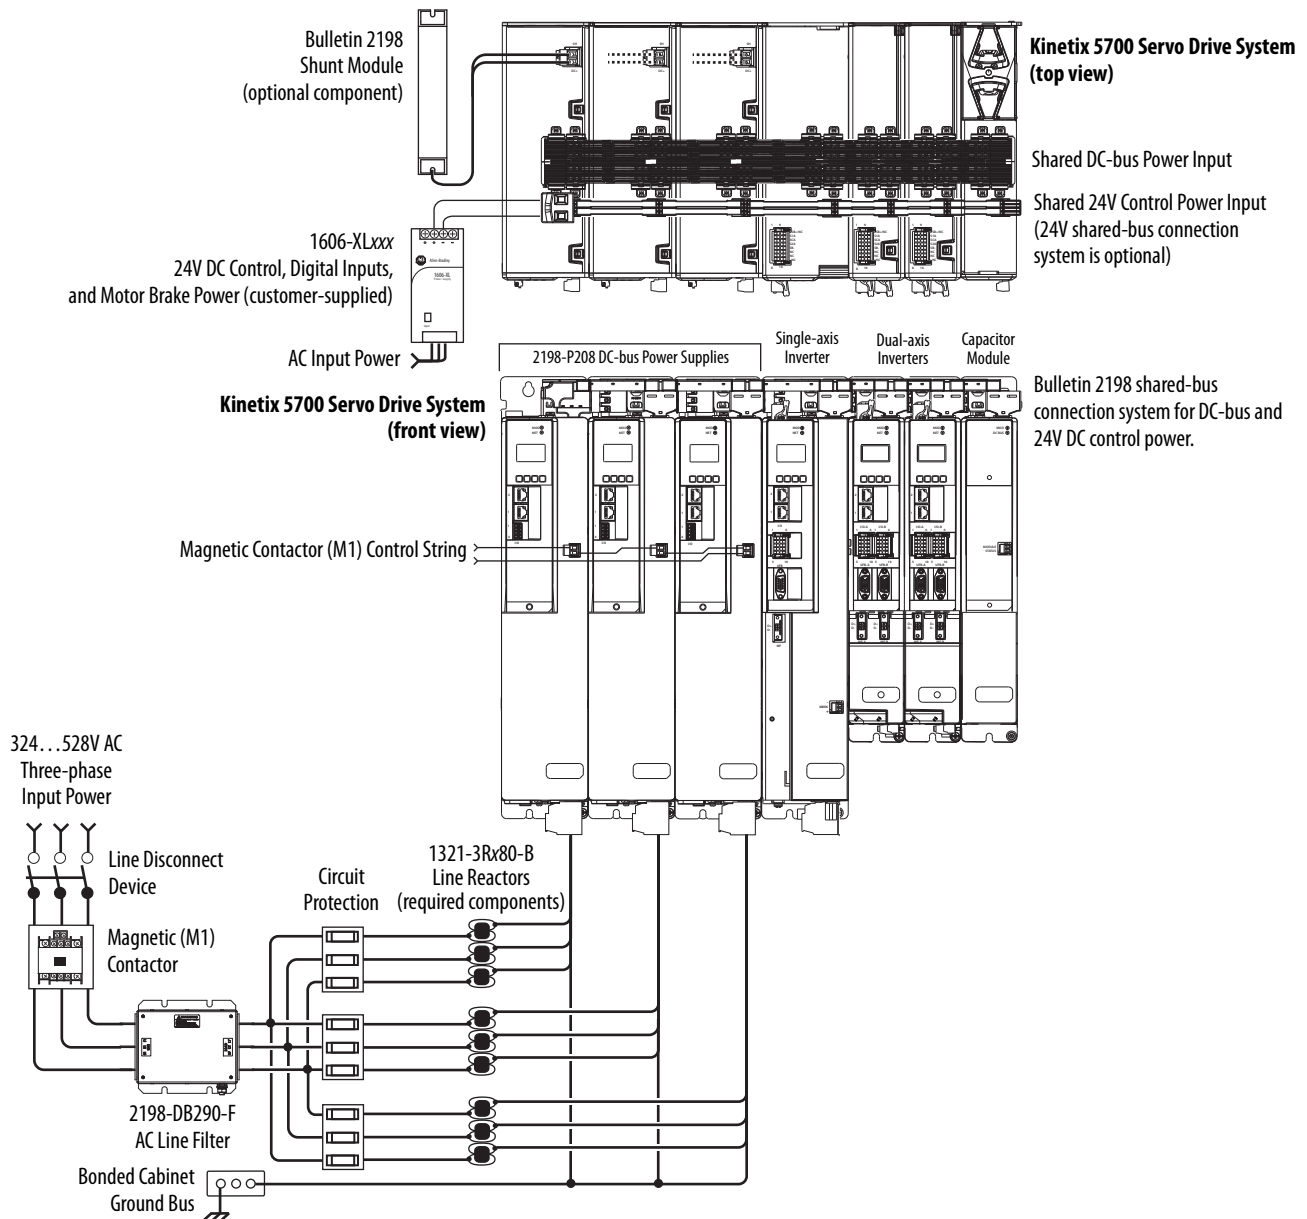 Bulletin 2198
Shunt Module
(optional component)
Kinetix 5700 Servo Drive System
(top view)
Shared DC-bus Power Input
Shared 24V Control Power Input
(24V shared-bus connection
system is optional)
1606-XLxxx
24V DC Control, Digital Inputs,
and Motor Brake Power (customer-supplied)
Allen-Bradley
1606-XL
AC Input Power
2198-P208 DC-bus Power Supplies
Single-axis
Inverter
Dual-axis
Inverters
Capacitor
Module
Kinetix 5700 Servo Drive System
(front view)
Bulletin 2198 shared-bus
connection system for DC-bus and
24V DC control power.
Magnetic Contactor (M1) Control String
324...528V AC
Three-phase
Input Power
Line Disconnect
Device
Magnetic (M1)
Contactor
Circuit
Protection
1321-3Rx80-B
Line Reactors
(required components)
2198-DB290-F
AC Line Filter
Bonded Cabinet
Ground Bus